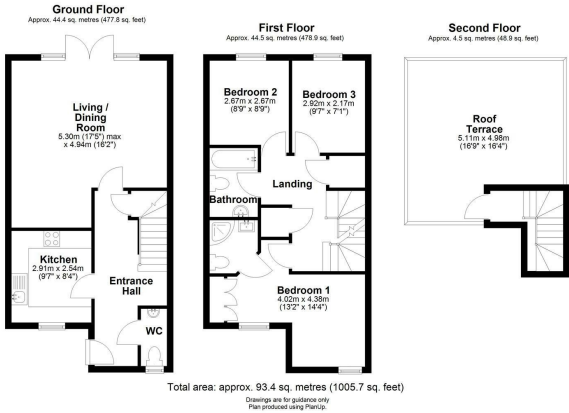 Ground Floor
Approx. 44.4 sq. metres (477.8 sq. feet)
Living /
Dining
Room
5.30m (17'5") max
x 4.94m (16'2")
Kitchen
2.91m x 2.54m
(9'7" x 8'4")
Entrance
Hall
WC
First Floor
Approx. 44.5 sq. metres (478.9 sq. feet)
Bedroom 2
2.67m x 2.67m
(8'9" x 8'9")
Bedroom 3
2.92m x 2.17m
(9'7" x 7'1")
Landing
Bathroom
Bedroom 1
4.02m x 4.38m
(13'2" x 14'4")
Second Floor
Approx. 4.5 sq. metres (48.9 sq. feet)
Roof
Terrace
5.11m x 4.98m
(16'9" x 16'4")
Total area: approx. 93.4 sq. metres (1005.7 sq. feet)
Drawings are for guidance only
Plan produced using PlanUp.